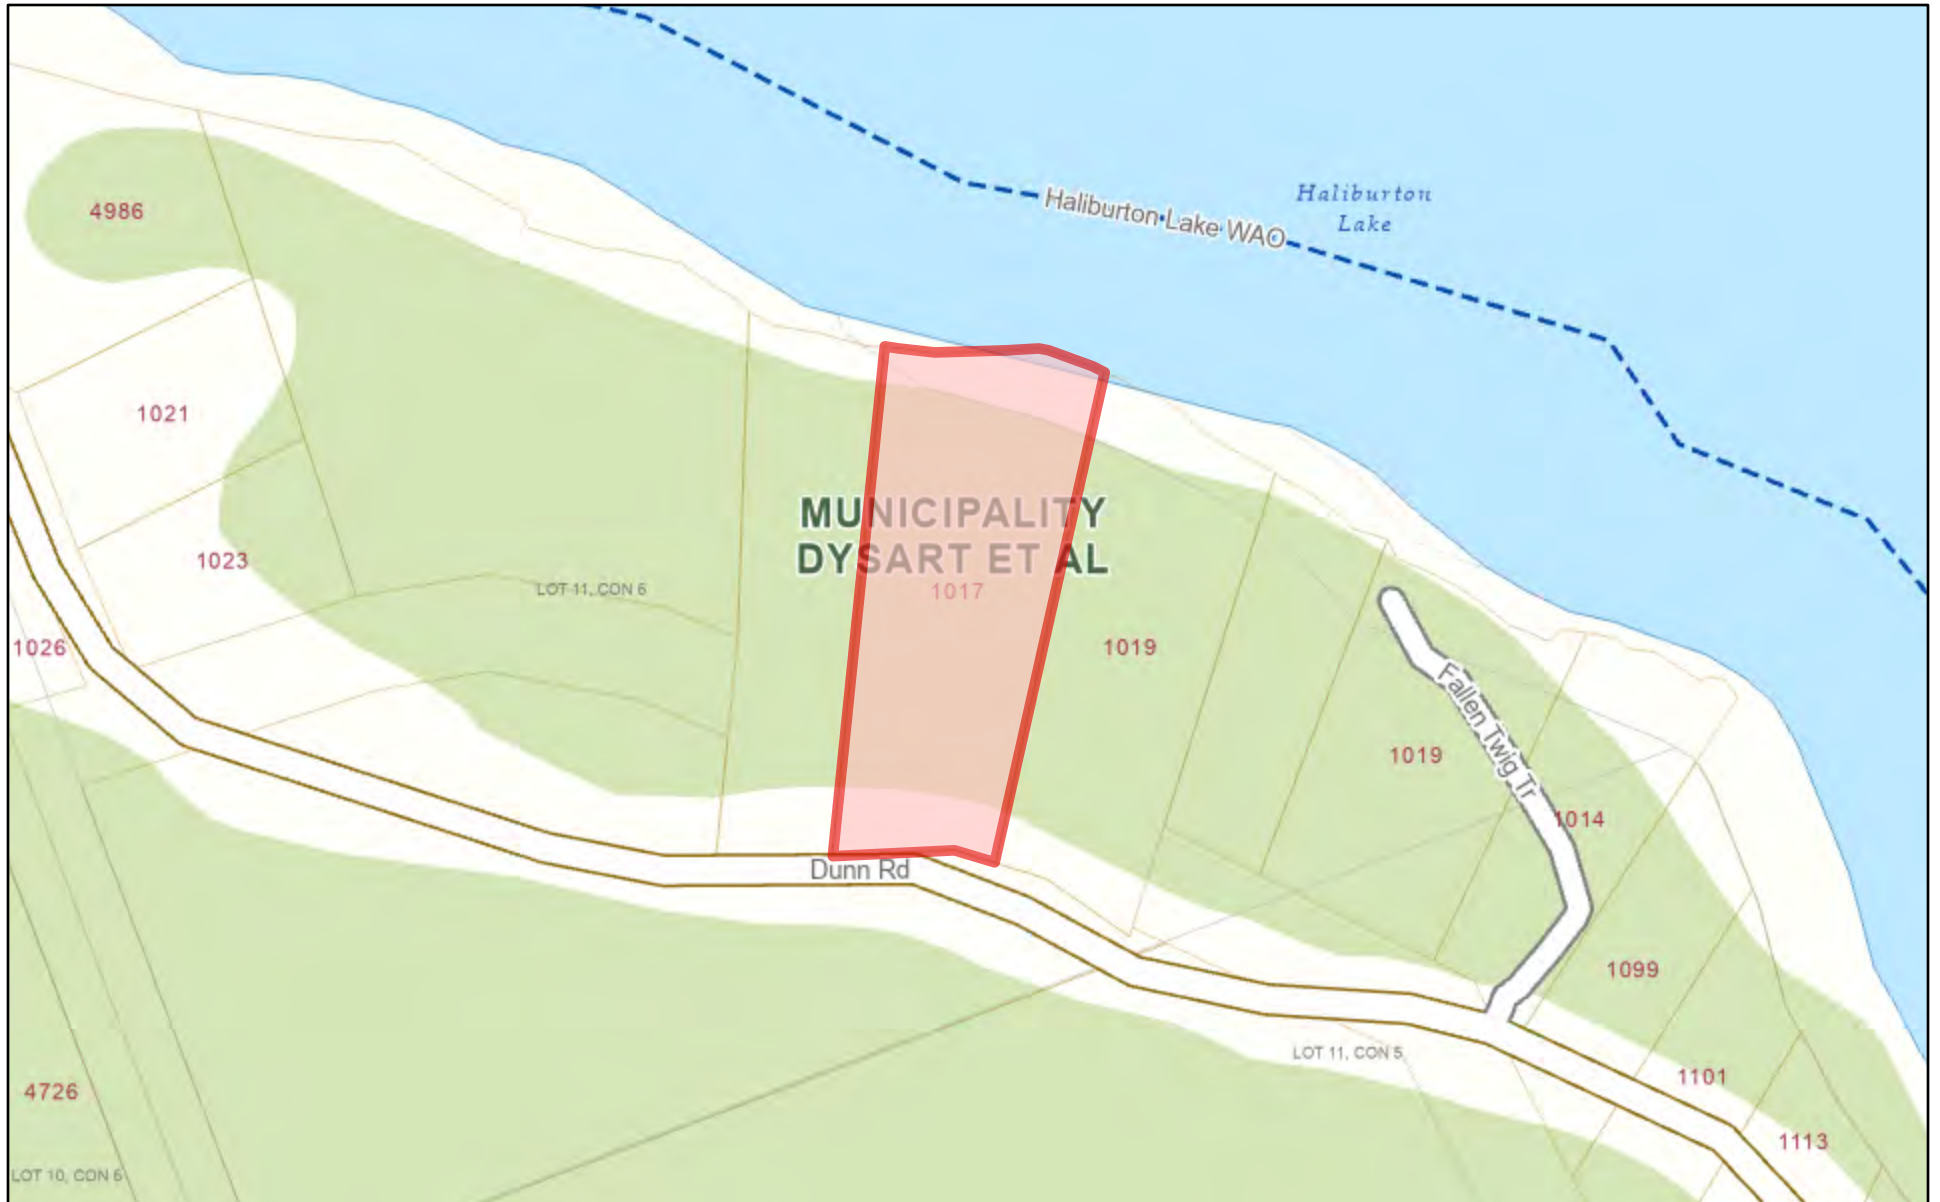 Haliburton
Lake
Haliburton Lake WAO
4986
1021
MUNICIPALITY
DYSART ET AL
1023
LOT 11, CON 6
1017
1026
1019
Fallen Twig Tr
1019
1014
Dunn Rd
1099
LOT 11, CON 5
1101
4726
1113
LOT 10, CON 6